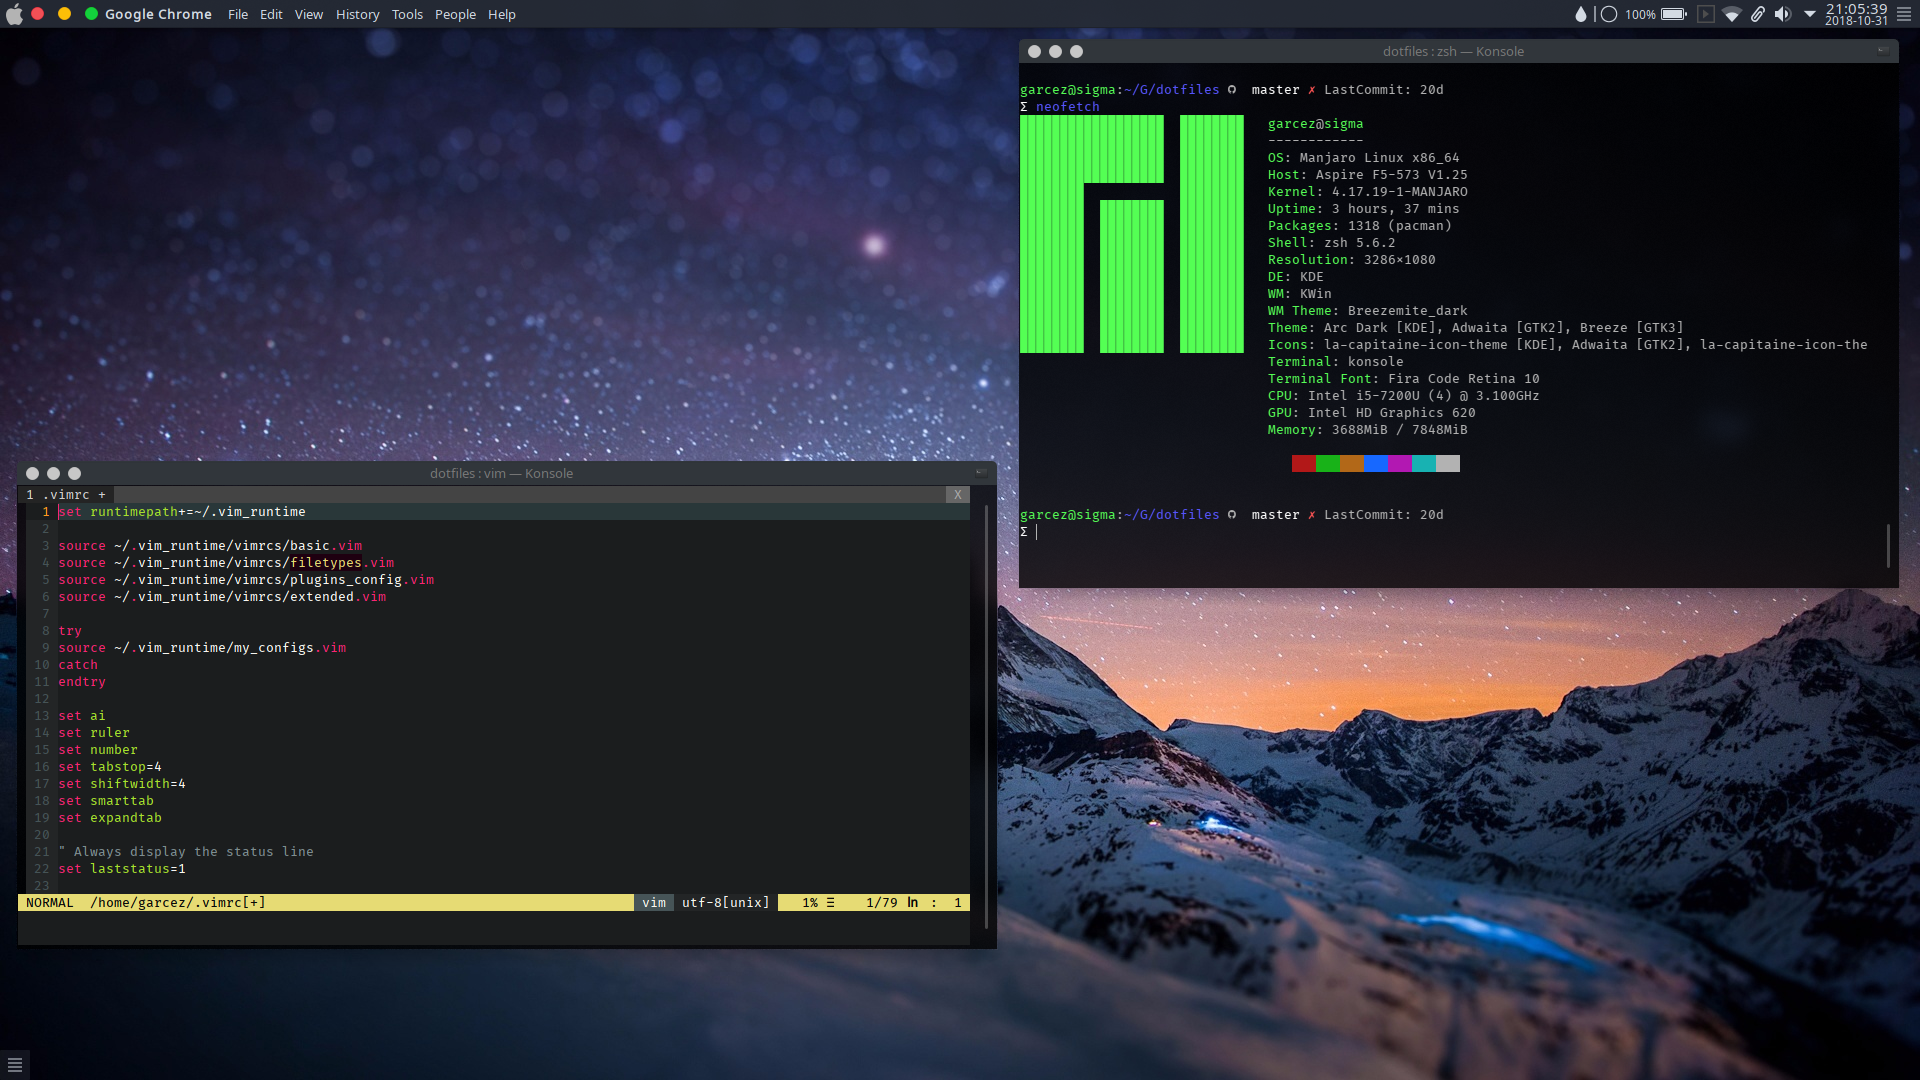 Google Chrome File Edit View History Tools People Help
100%
21:05:39
2018-10-31
dotfiles : zsh — Konsole
garcez@sigma:~/G/dotfiles master ✗ LastCommit: 20d
Σ neofetch
garcez@sigma
------------
OS: Manjaro Linux x86_64
Host: Aspire F5-573 V1.25
Kernel: 4.17.19-1-MANJARO
Uptime: 3 hours, 37 mins
Packages: 1318 (pacman)
Shell: zsh 5.6.2
Resolution: 3286×1080
DE: KDE
WM: KWin
WM Theme: Breezemite_dark
Theme: Arc Dark [KDE], Adwaita [GTK2], Breeze [GTK3]
Icons: la-capitaine-icon-theme [KDE], Adwaita [GTK2], la-capitaine-icon-the
Terminal: konsole
Terminal Font: Fira Code Retina 10
CPU: Intel i5-7200U (4) @ 3.100GHz
GPU: Intel HD Graphics 620
Memory: 3688MiB / 7848MiB
garcez@sigma:~/G/dotfiles master ✗ LastCommit: 20d
Σ
dotfiles : vim — Konsole
1 .vimrc + X
1 set runtimepath+=~/.vim_runtime
2
3 source ~/.vim_runtime/vimrcs/basic.vim
4 source ~/.vim_runtime/vimrcs/filetypes.vim
5 source ~/.vim_runtime/vimrcs/plugins_config.vim
6 source ~/.vim_runtime/vimrcs/extended.vim
7
8 try
9 source ~/.vim_runtime/my_configs.vim
10 catch
11 endtry
12
13 set ai
14 set ruler
15 set number
16 set tabstop=4
17 set shiftwidth=4
18 set smarttab
19 set expandtab
20
21 " Always display the status line
22 set laststatus=1
23
NORMAL /home/garcez/.vimrc[+] vim utf-8[unix] 1% ☰ 1/79 ㏑ : 1